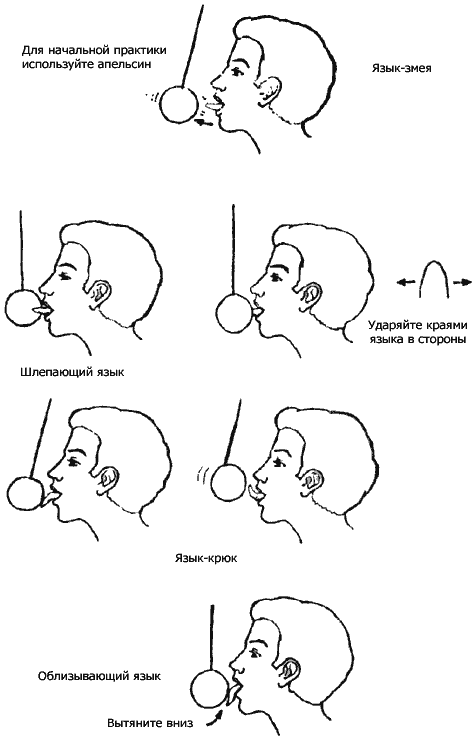 Для начальной практики
используйте апельсин
Язык-змея
Ударяйте краями
языка в стороны
Шлепающий язык
Язык-крюк
Облизывающий язык
Вытяните вниз